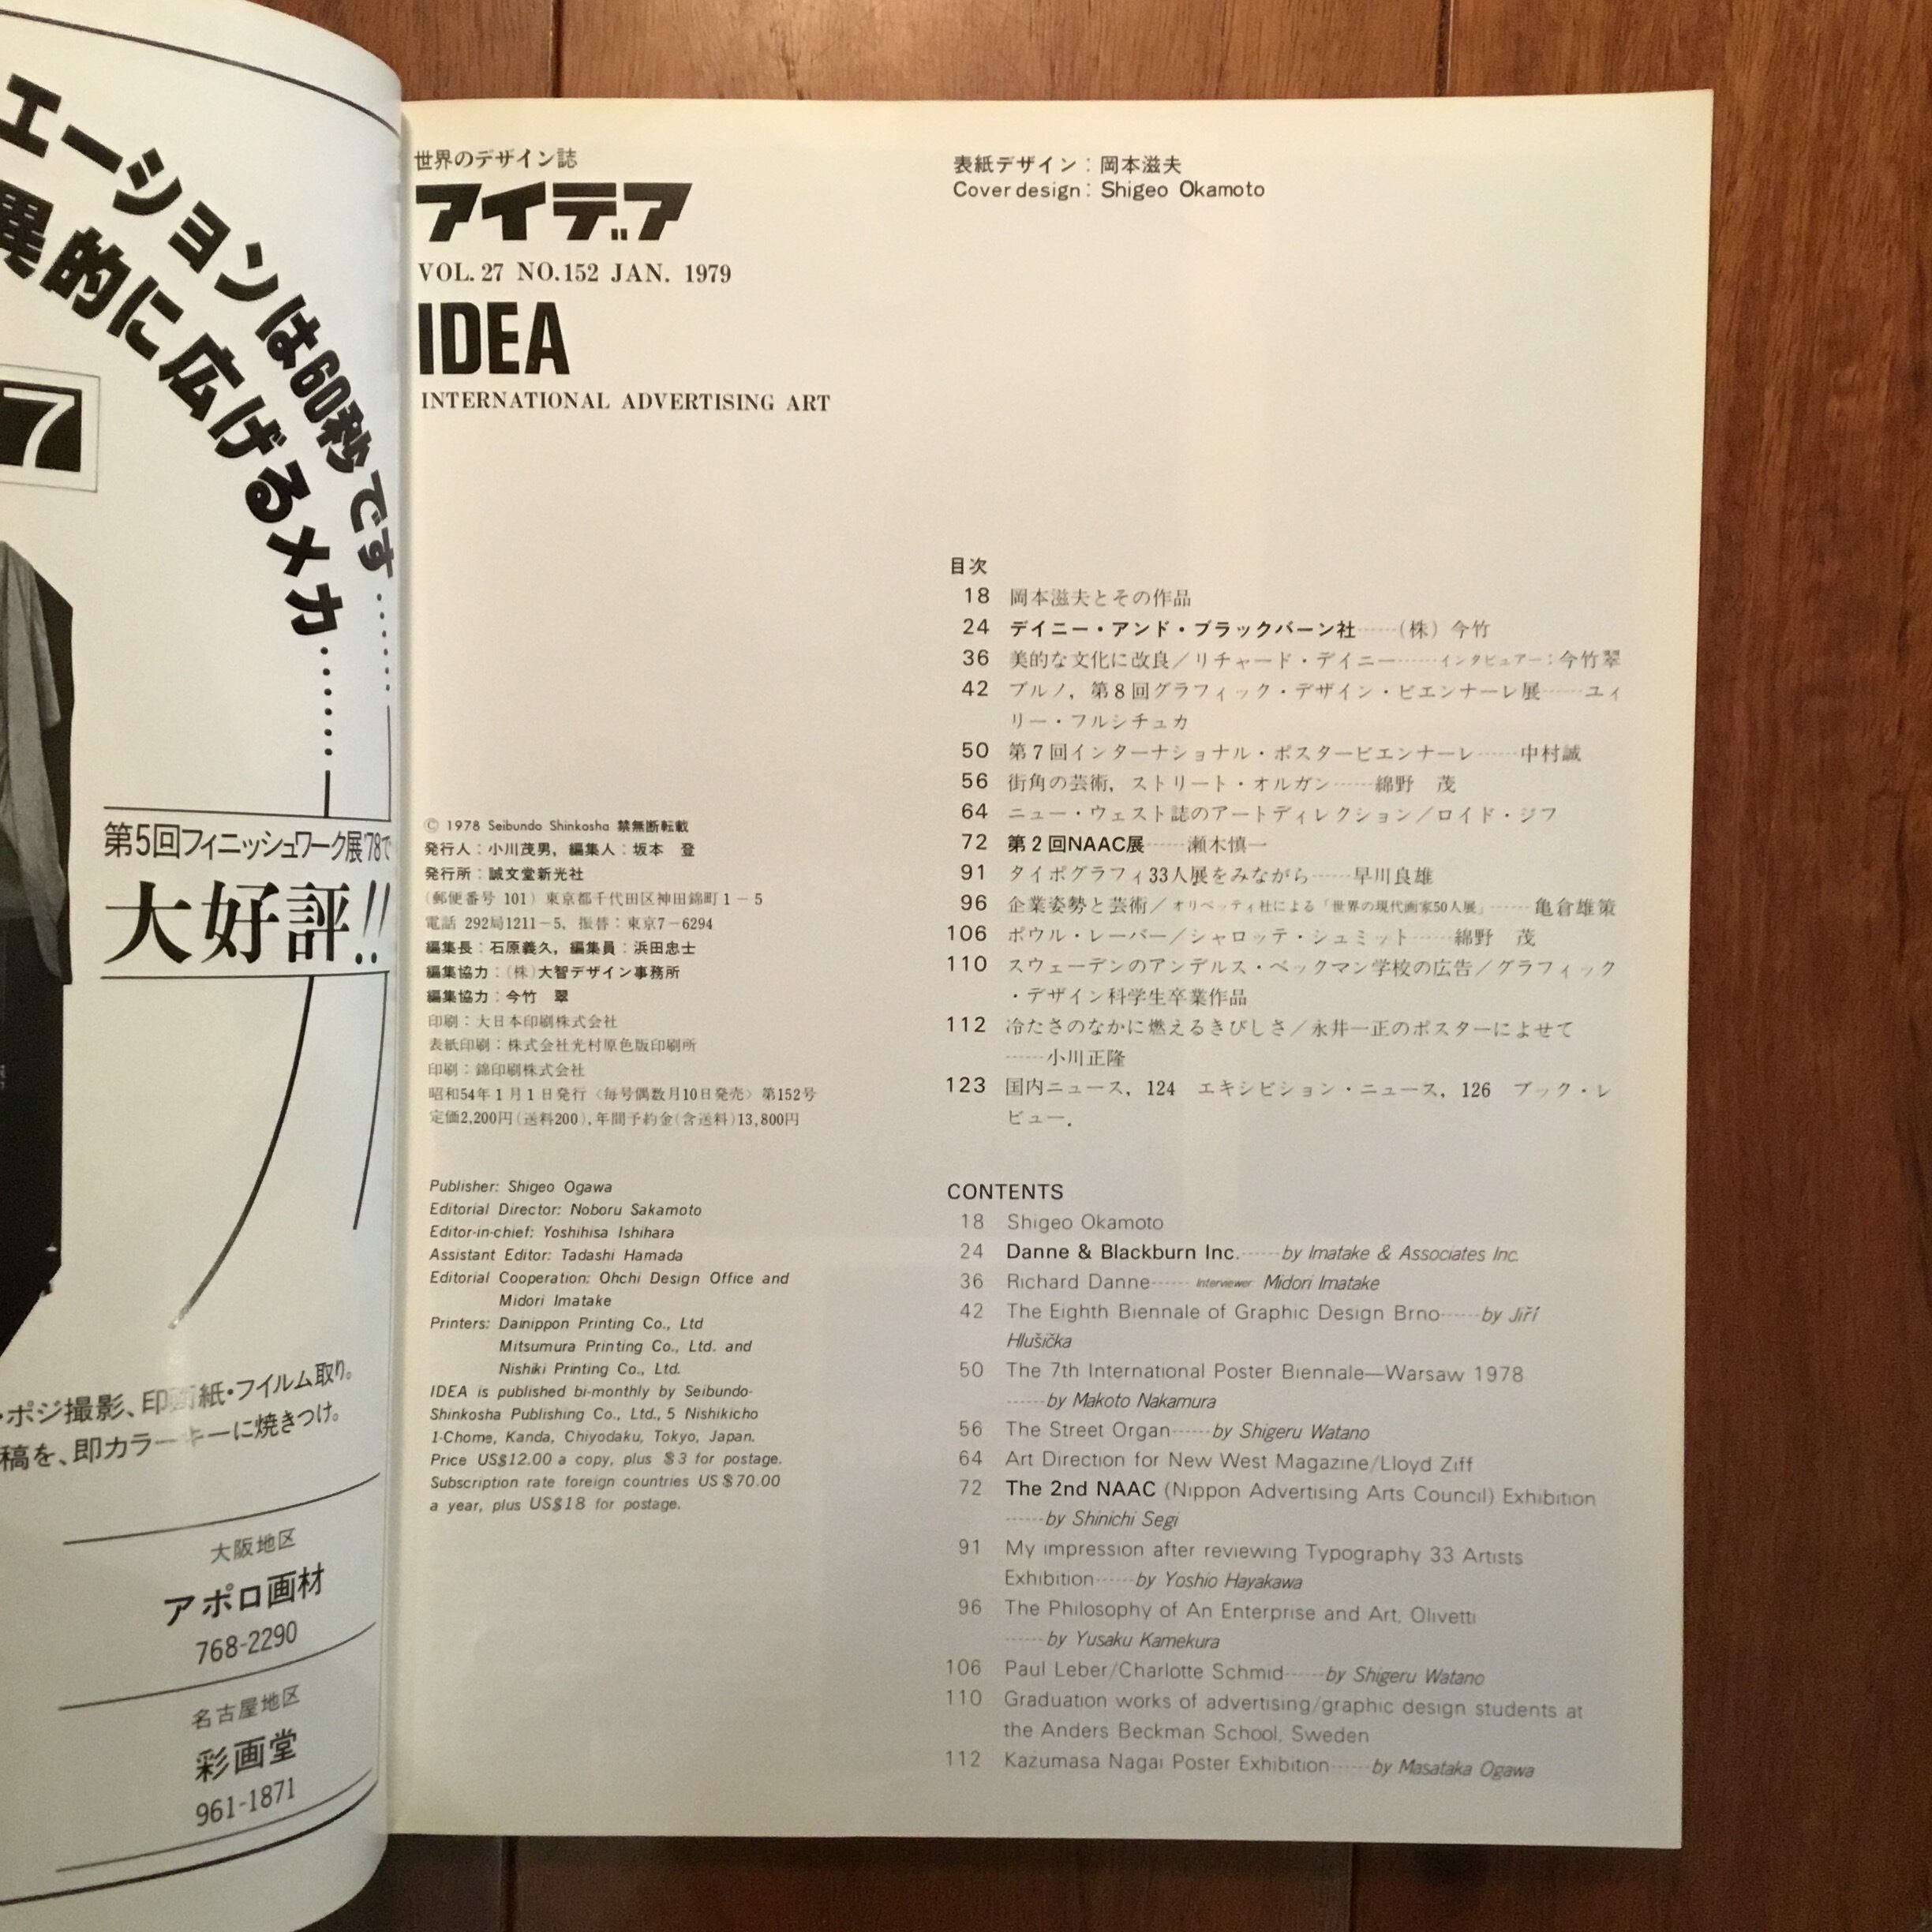 エーションは60秒です……
異的に広げるメカ……
7
第5回フィニッシュワーク展'78で
大好評!!
・ポジ撮影、印画紙・フイルム取り。
稿を、即カラーキーに焼きつけ。
大阪地区
アポロ画材
768-2290
名古屋地区
彩画堂
961-1871
世界のデザイン誌
アイデア
VOL. 27 NO.152 JAN. 1979
IDEA
INTERNATIONAL ADVERTISING ART
© 1978 Seibundo Shinkosha 禁無断転載
発行人：小川茂男，編集人：坂本　登
発行所：誠文堂新光社
（郵便番号 101）東京都千代田区神田錦町1－5
電話 292局1211－5，振替：東京7－6294
編集長：石原義久，編集員：浜田忠士
編集協力：（株）大智デザイン事務所
編集協力：今竹　翠
印刷：大日本印刷株式会社
表紙印刷：株式会社光村原色版印刷所
印刷：錦印刷株式会社
昭和54年1月1日発行〈毎号偶数月10日発売〉第152号
定価2,200円（送料200），年間予約金（含送料）13,800円
Publisher: Shigeo Ogawa
Editorial Director: Noboru Sakamoto
Editor-in-chief: Yoshihisa Ishihara
Assistant Editor: Tadashi Hamada
Editorial Cooperation: Ohchi Design Office and
Midori Imatake
Printers: Dainippon Printing Co., Ltd
Mitsumura Printing Co., Ltd. and
Nishiki Printing Co., Ltd.
IDEA is published bi-monthly by Seibundo-
Shinkosha Publishing Co., Ltd., 5 Nishikicho
1-Chome, Kanda, Chiyodaku, Tokyo, Japan.
Price US$12.00 a copy, plus $3 for postage.
Subscription rate foreign countries US$70.00
a year, plus US$18 for postage.
表紙デザイン：岡本滋夫
Cover design: Shigeo Okamoto
目次
18 岡本滋夫とその作品
24 デイニー・アンド・ブラックバーン社……（株）今竹
36 美的な文化に改良／リチャード・デイニー……インタビュアー：今竹翠
42 ブルノ，第8回グラフィック・デザイン・ビエンナーレ展……ユィ
リー・フルシチュカ
50 第7回インターナショナル・ポスタービエンナーレ……中村誠
56 街角の芸術，ストリート・オルガン……綿野　茂
64 ニュー・ウェスト誌のアートディレクション／ロイド・ジフ
72 第2回NAAC展……瀬木慎一
91 タイポグラフィ33人展をみながら……早川良雄
96 企業姿勢と芸術／オリベッティ社による「世界の現代画家50人展」……亀倉雄策
106 ポウル・レーバー／シャロッテ・シュミット……綿野　茂
110 スウェーデンのアンデルス・ベックマン学校の広告／グラフィック
・デザイン科学生卒業作品
112 冷たさのなかに燃えるきびしさ／永井一正のポスターによせて
……小川正隆
123 国内ニュース，124 エキシビション・ニュース，126 ブック・レ
ビュー．
CONTENTS
18 Shigeo Okamoto
24 Danne & Blackburn Inc.……by Imatake & Associates Inc.
36 Richard Danne……Interviewer Midori Imatake
42 The Eighth Biennale of Graphic Design Brno……by Jiří
Hlušička
50 The 7th International Poster Biennale—Warsaw 1978
……by Makoto Nakamura
56 The Street Organ……by Shigeru Watano
64 Art Direction for New West Magazine/Lloyd Ziff
72 The 2nd NAAC (Nippon Advertising Arts Council) Exhibition
……by Shinichi Segi
91 My impression after reviewing Typography 33 Artists
Exhibition……by Yoshio Hayakawa
96 The Philosophy of An Enterprise and Art, Olivetti
……by Yusaku Kamekura
106 Paul Leber/Charlotte Schmid……by Shigeru Watano
110 Graduation works of advertising/graphic design students at
the Anders Beckman School, Sweden
112 Kazumasa Nagai Poster Exhibition……by Masataka Ogawa